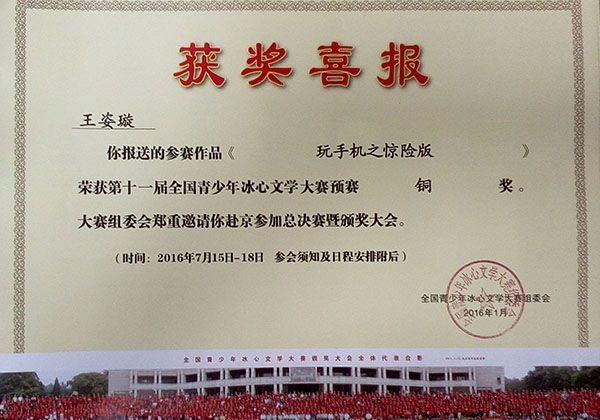 获奖喜报
王姿璇
你报送的参赛作品《 玩手机之惊险版 》
荣获第十一届全国青少年冰心文学大赛预赛 铜 奖。
大赛组委会郑重邀请你赴京参加总决赛暨颁奖大会。
（时间：2016年7月15日-18日 参会须知及日程安排附后）
全国青少年冰心文学大赛组委会
2016年1月
全国青少年冰心文学大赛颁奖大会全体代表合影